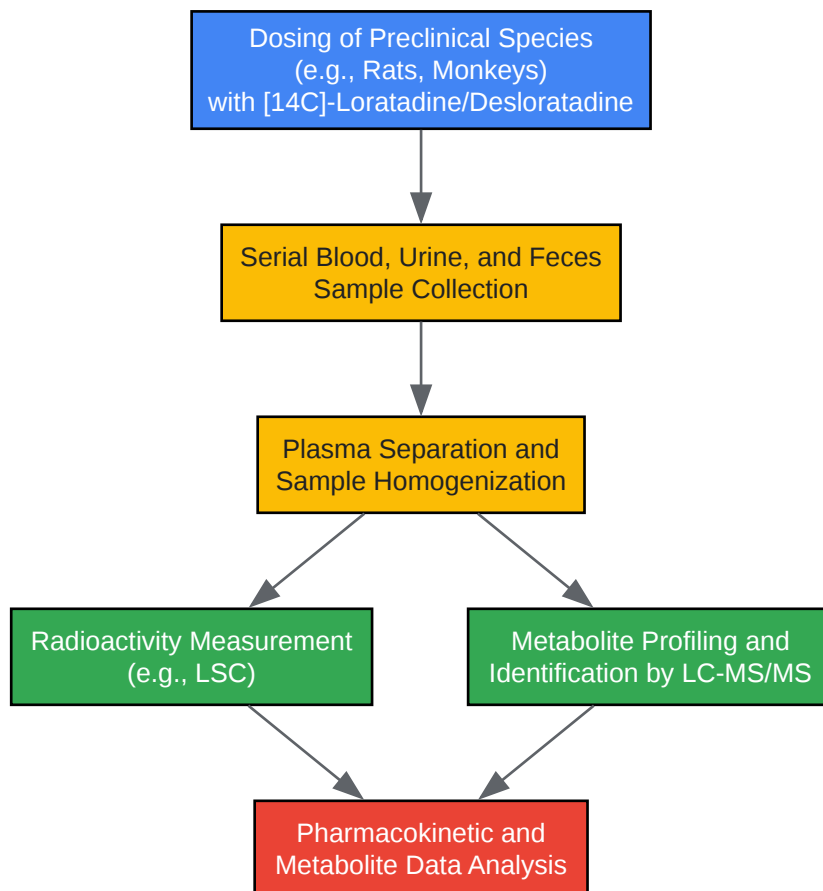 Dosing of Preclinical Species
(e.g., Rats, Monkeys)
with [14C]-Loratadine/Desloratadine
Serial Blood, Urine, and Feces
Sample Collection
Plasma Separation and
Sample Homogenization
Radioactivity Measurement
(e.g., LSC)
Metabolite Profiling and
Identification by LC-MS/MS
Pharmacokinetic and
Metabolite Data Analysis